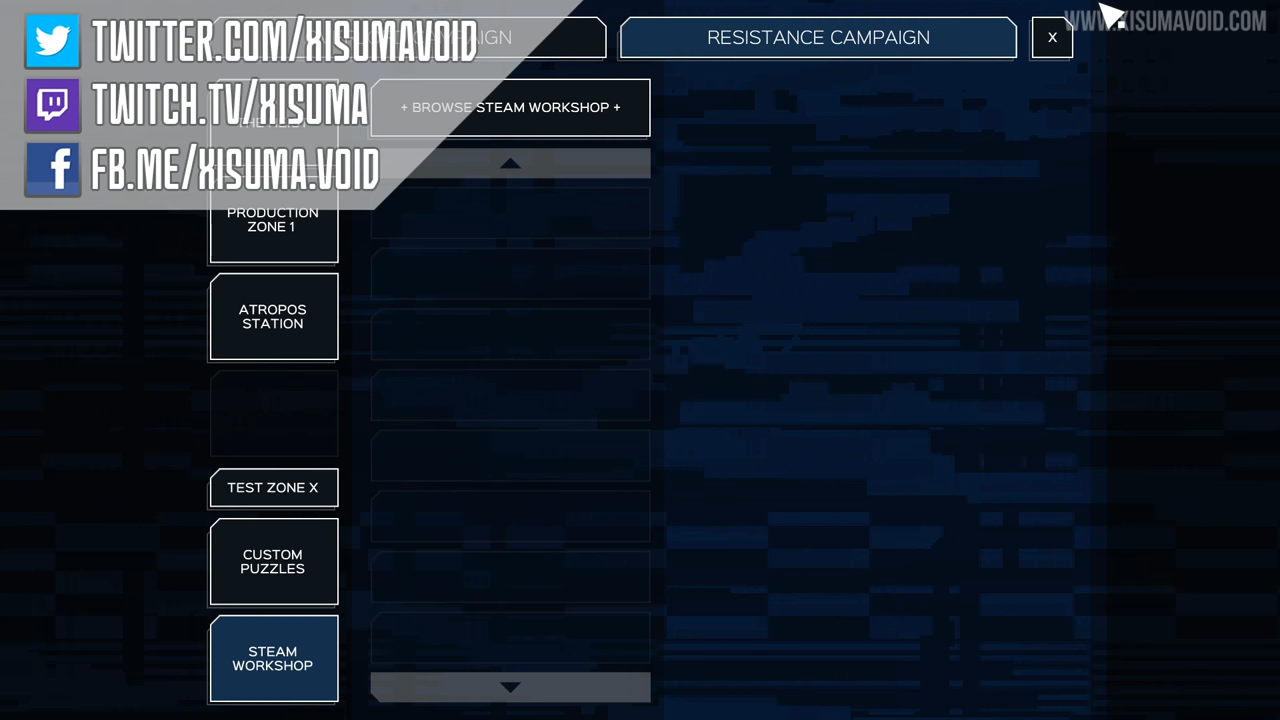 TWITTER.COM/XISUMAVOID
TWITCH.TV/XISUMA
FB.ME/XISUMA.VOID
RESISTANCE CAMPAIGN
X
WWW.XISUMAVOID.COM
+ BROWSE STEAM WORKSHOP +
PRODUCTION
ZONE 1
ATROPOS
STATION
TEST ZONE X
CUSTOM
PUZZLES
STEAM
WORKSHOP